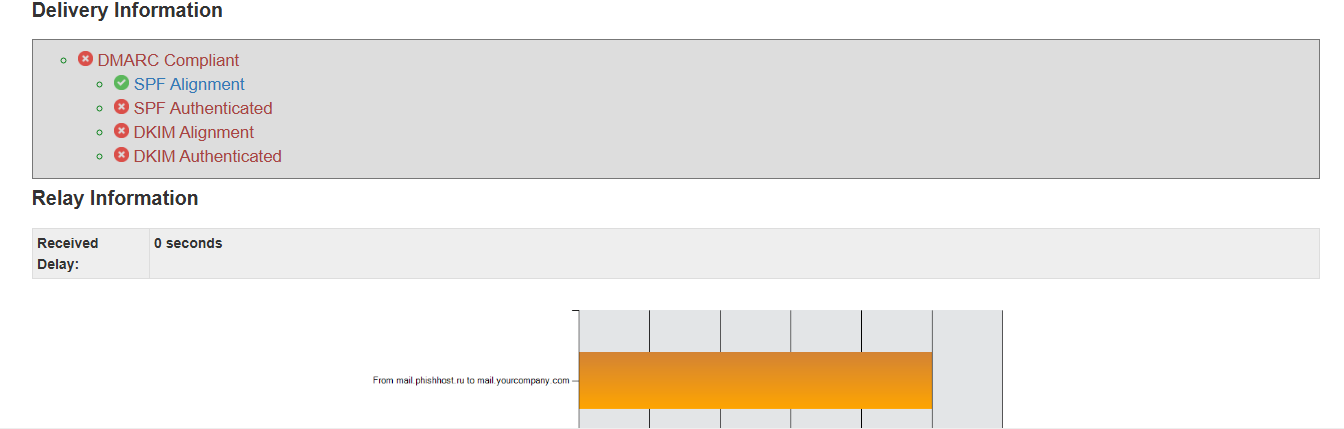 Delivery Information
DMARC Compliant
SPF Alignment
SPF Authenticated
DKIM Alignment
DKIM Authenticated
Relay Information
Received 0 seconds
Delay:
From mail.phishhost.ru to mail.yourcompany.com